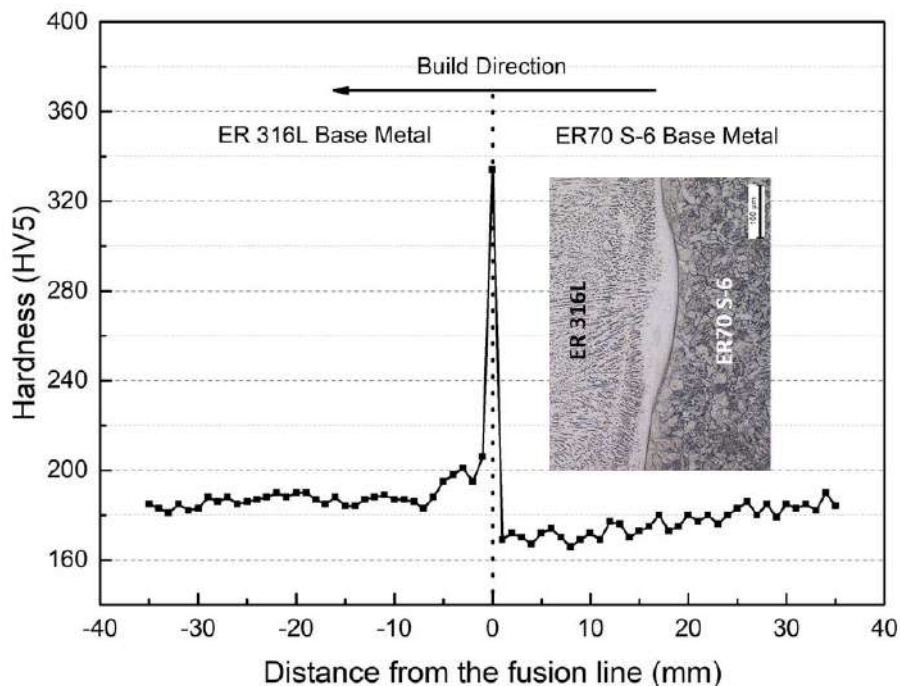 400
360
320
280
240
200
160
Hardness (HV5)
Build Direction
ER 316L Base Metal
ER70 S-6 Base Metal
ER 316L
ER70 S-6
100 µm
-40
-30
-20
-10
0
10
20
30
40
Distance from the fusion line (mm)